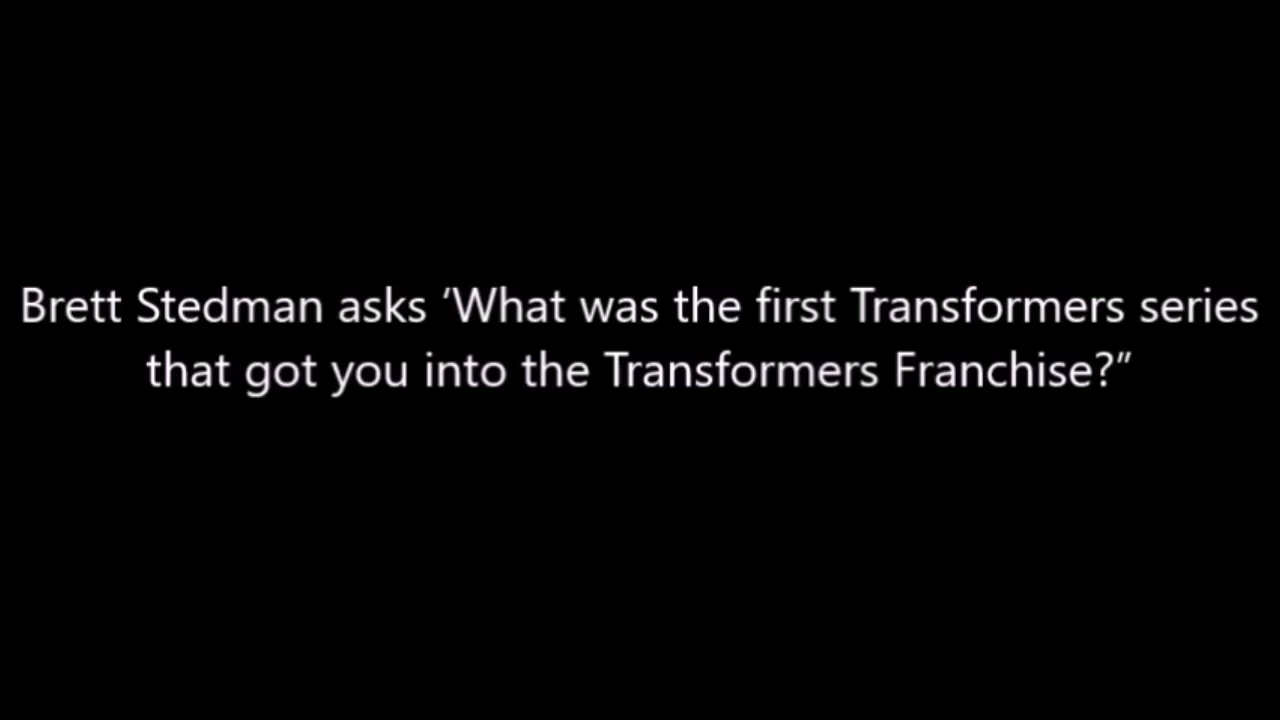 Brett Stedman asks ‘What was the first Transformers series
that got you into the Transformers Franchise?”